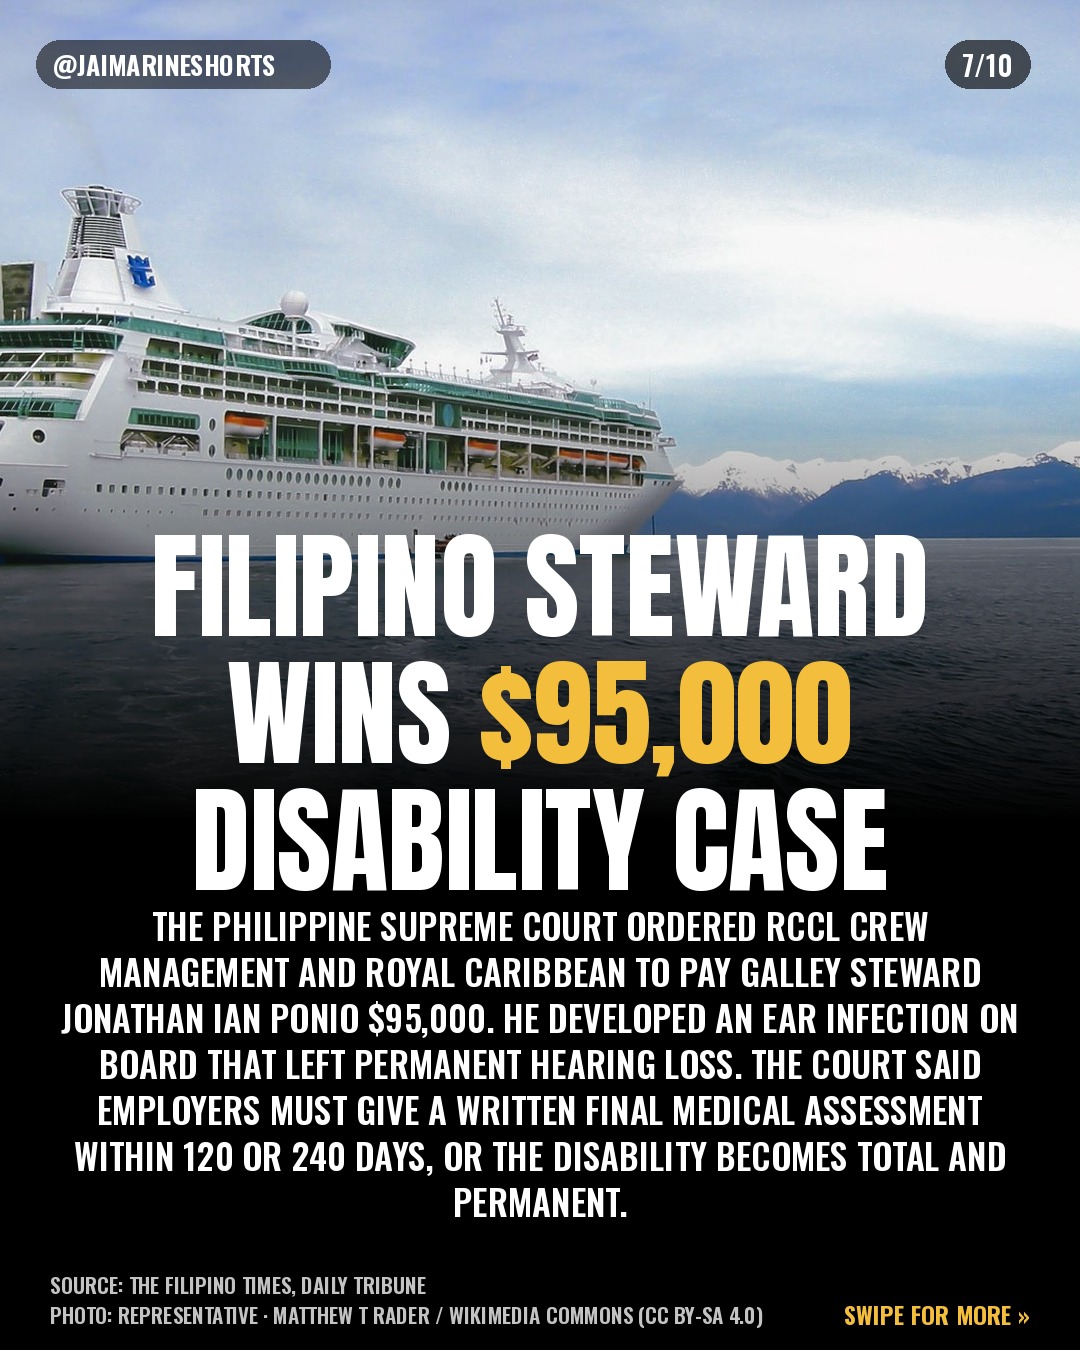 @JAIMARINESHORTS
7/10
FILIPINO STEWARD
WINS $95,000
DISABILITY CASE
THE PHILIPPINE SUPREME COURT ORDERED RCCL CREW
MANAGEMENT AND ROYAL CARIBBEAN TO PAY GALLEY STEWARD
JONATHAN IAN PONIO $95,000. HE DEVELOPED AN EAR INFECTION ON
BOARD THAT LEFT PERMANENT HEARING LOSS. THE COURT SAID
EMPLOYERS MUST GIVE A WRITTEN FINAL MEDICAL ASSESSMENT
WITHIN 120 OR 240 DAYS, OR THE DISABILITY BECOMES TOTAL AND
PERMANENT.
SOURCE: THE FILIPINO TIMES, DAILY TRIBUNE
PHOTO: REPRESENTATIVE · MATTHEW T RADER / WIKIMEDIA COMMONS (CC BY-SA 4.0)
SWIPE FOR MORE »